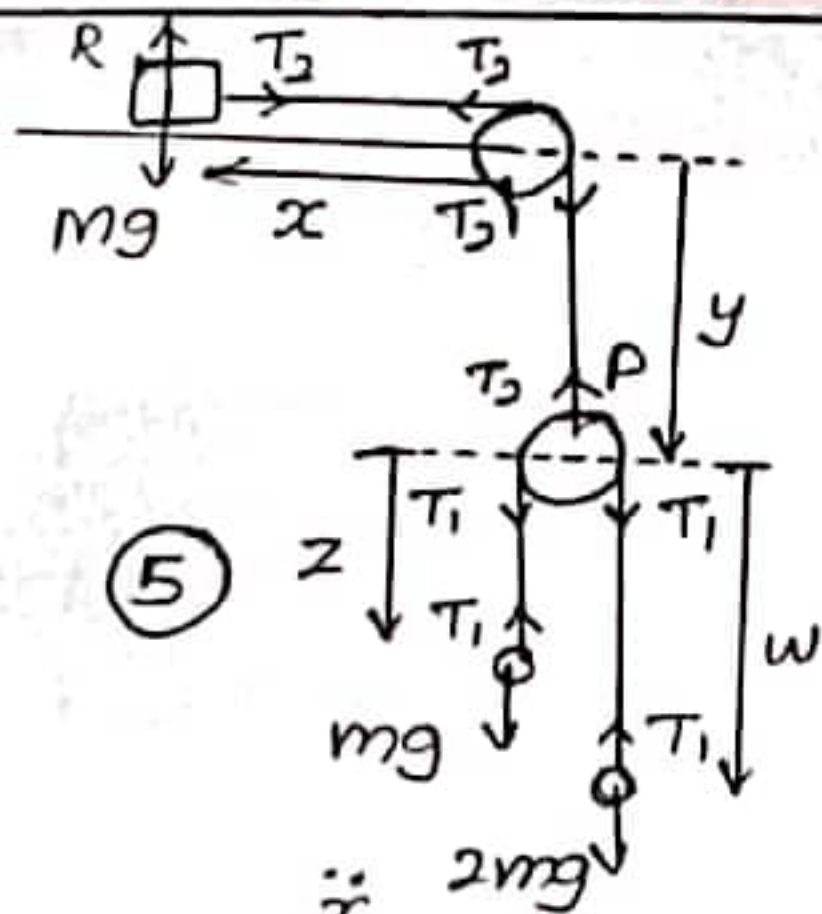 R T₂ T₂
mg x T₂
y
T₂ P
T₁ T₁
5 z
T₁ w
mg T₁
ẍ 2mg